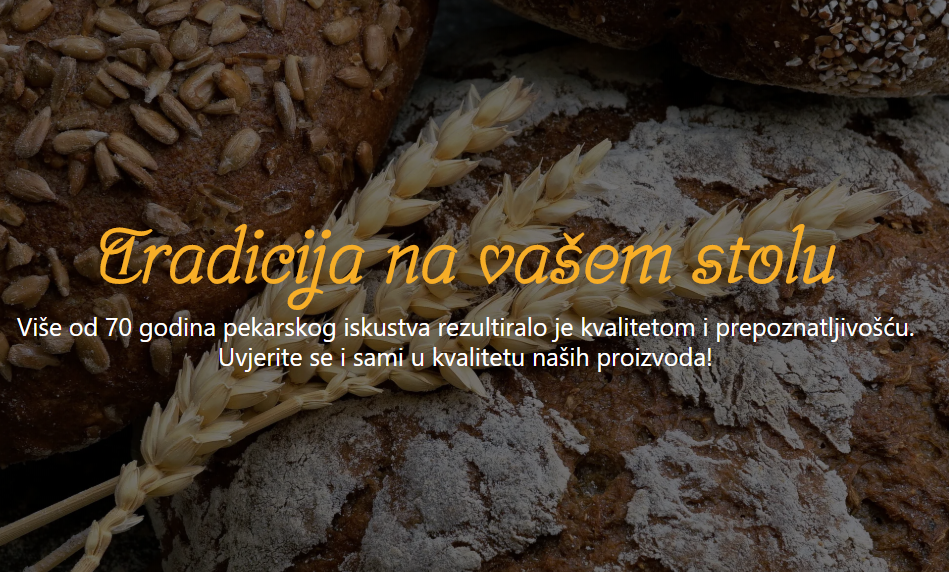 Tradicija na vašem stolu
Više od 70 godina pekarskog iskustva rezultiralo je kvalitetom i prepoznatljivošću.
Uvjerite se i sami u kvalitetu naših proizvoda!